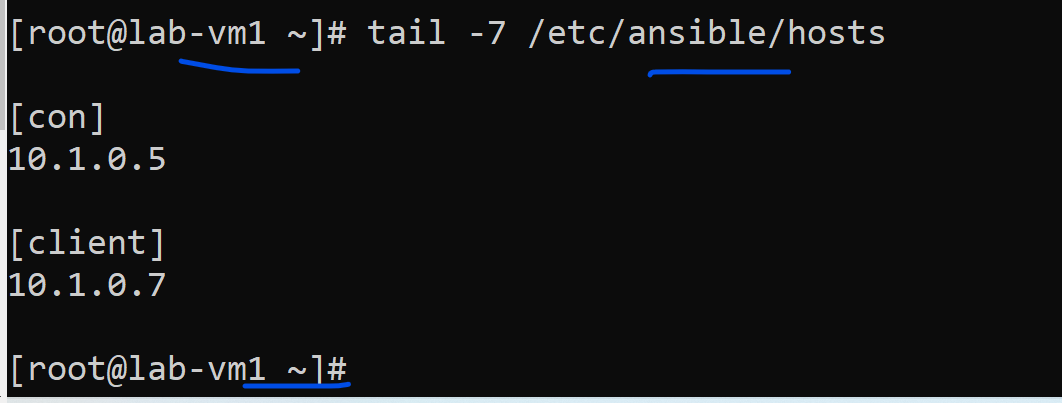 [root@lab-vm1 ~]# tail -7 /etc/ansible/hosts
[con]
10.1.0.5
[client]
10.1.0.7
[root@lab-vm1 ~]#